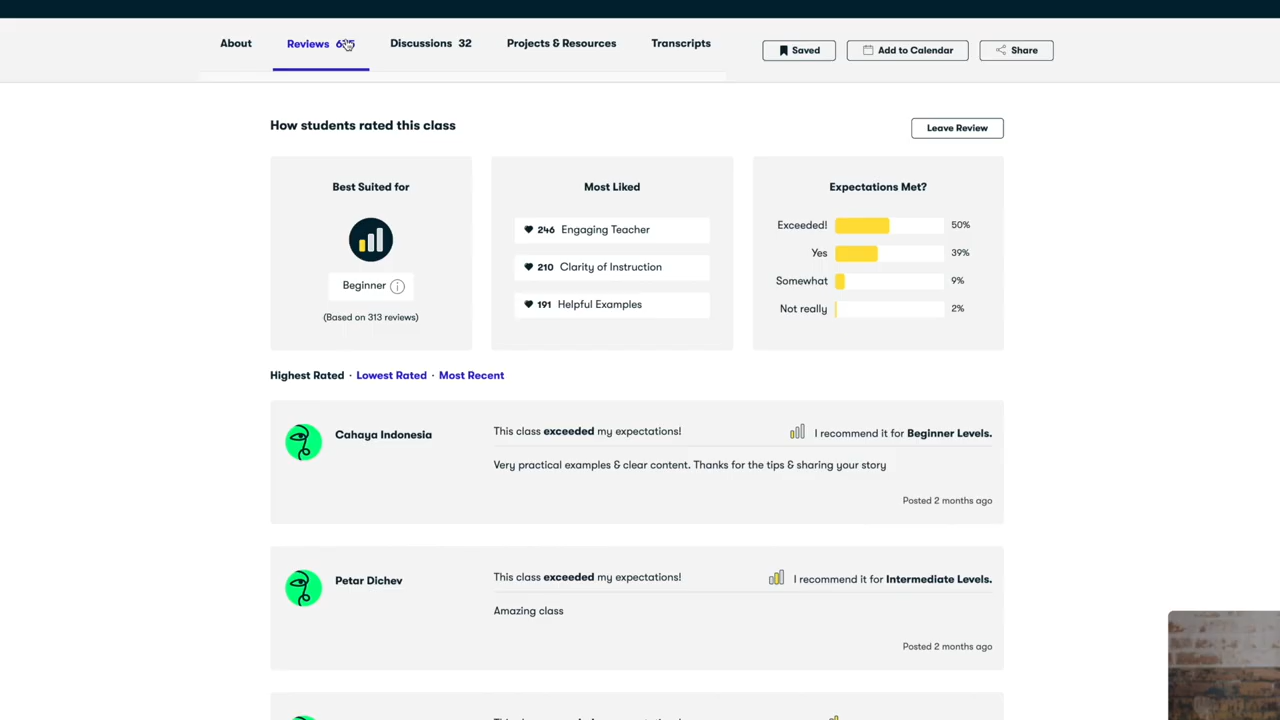 About
Reviews
Discussions 32
Projects & Resources
Transcripts
Saved
Add to Calendar
Share
How students rated this class
Leave Review
Best Suited for
Beginner
(Based on 313 reviews)
Most Liked
246 Engaging Teacher
210 Clarity of Instruction
191 Helpful Examples
Expectations Met?
Exceeded! 50%
Yes 39%
Somewhat 9%
Not really 2%
Highest Rated · Lowest Rated · Most Recent
Cahaya Indonesia
This class exceeded my expectations!
I recommend it for Beginner Levels.
Very practical examples & clear content. Thanks for the tips & sharing your story
Posted 2 months ago
Petar Dichev
This class exceeded my expectations!
I recommend it for Intermediate Levels.
Amazing class
Posted 2 months ago